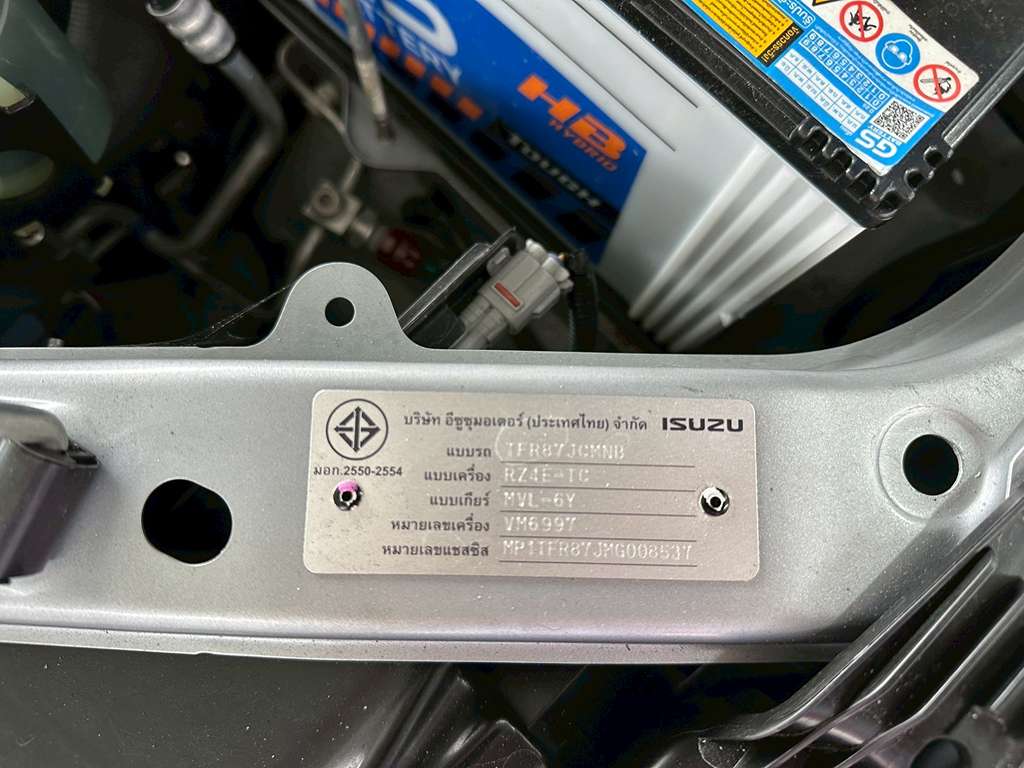 BATTERY
HB
HYBRID
TOUGH
GS
BATTERY
บริษัท อีซูซุมอเตอร์ (ประเทศไทย) จำกัด ISUZU
มอก.2550-2554
แบบรถ TFR87JCMNB
แบบเครื่อง RZ4E-TC
แบบเกียร์ MVL-6Y
หมายเลขเครื่อง VM6997
หมายเลขแชสซิส MP1TFR87JMG008537